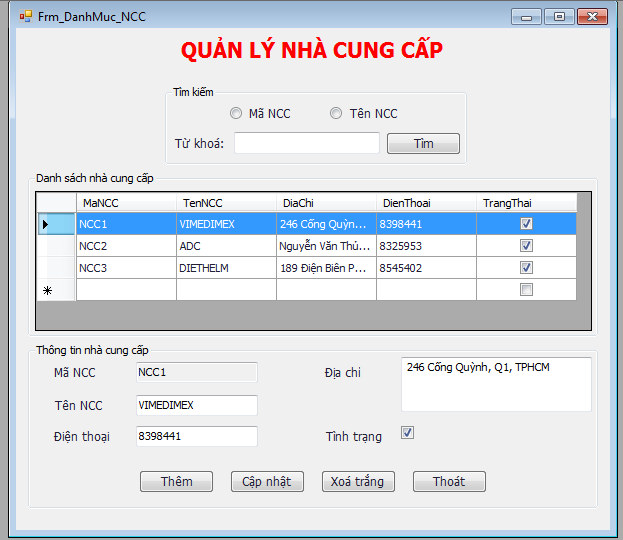 Frm_DanhMuc_NCC
QUẢN LÝ NHÀ CUNG CẤP
Tìm kiếm
Mã NCC Tên NCC
Từ khoá: Tìm
Danh sách nhà cung cấp
MaNCC TenNCC DiaChi DienThoai TrangThai
NCC1 VIMEDIMEX 246 Cống Quỳn... 8398441
NCC2 ADC Nguyễn Văn Thú... 8325953
NCC3 DIETHELM 189 Điện Biên P... 8545402
Thông tin nhà cung cấp
Mã NCC NCC1 Địa chỉ 246 Cống Quỳnh, Q1, TPHCM
Tên NCC VIMEDIMEX
Điện thoại 8398441 Tình trạng
Thêm Cập nhật Xoá trắng Thoát